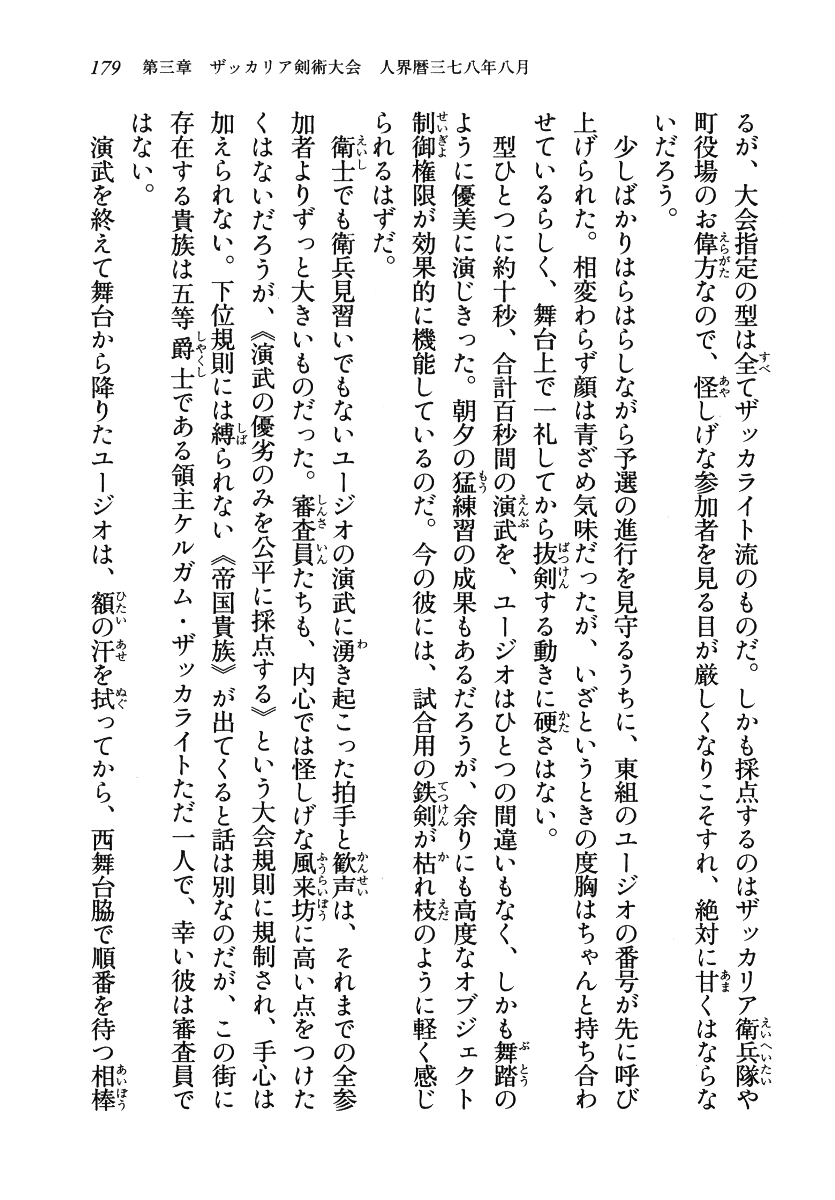 179 第三章 ザッカリア剣術大会 人界暦三七八年八月
るが、大会指定の型は全てザッカライト流のものだ。しかも採点するのはザッカリア衛兵隊や
町役場のお偉方なので、怪しげな参加者を見る目が厳しくなりこそすれ、絶対に甘くはならな
いだろう。
少しばかりはらはらしながら予選の進行を見守るうちに、東組のユージオの番号が先に呼び
上げられた。相変わらず顔は青ざめ気味だったが、いざというときの度胸はちゃんと持ち合わ
せているらしく、舞台上で一礼してから抜剣する動きに硬さはない。
型ひとつに約十秒、合計百秒間の演武を、ユージオはひとつの間違いもなく、しかも舞踏の
ように優美に演じきった。朝夕の猛練習の成果もあるだろうが、余りにも高度なオブジェクト
制御権限が効果的に機能しているのだ。今の彼には、試合用の鉄剣が枯れ枝のように軽く感じ
られるはずだ。
衛士でも衛兵見習いでもないユージオの演武に湧き起こった拍手と歓声は、それまでの全参
加者よりずっと大きいものだった。審査員たちも、内心では怪しげな風来坊に高い点をつけた
くはないだろうが、《演武の優劣のみを公平に採点する》という大会規則に規制され、手心は
加えられない。下位規則には縛られない《帝国貴族》が出てくると話は別なのだが、この街に
存在する貴族は五等爵士である領主ケルガム・ザッカライトただ一人で、幸い彼は審査員で
はない。
演武を終えて舞台から降りたユージオは、額の汗を拭ってから、西舞台脇で順番を待つ相棒